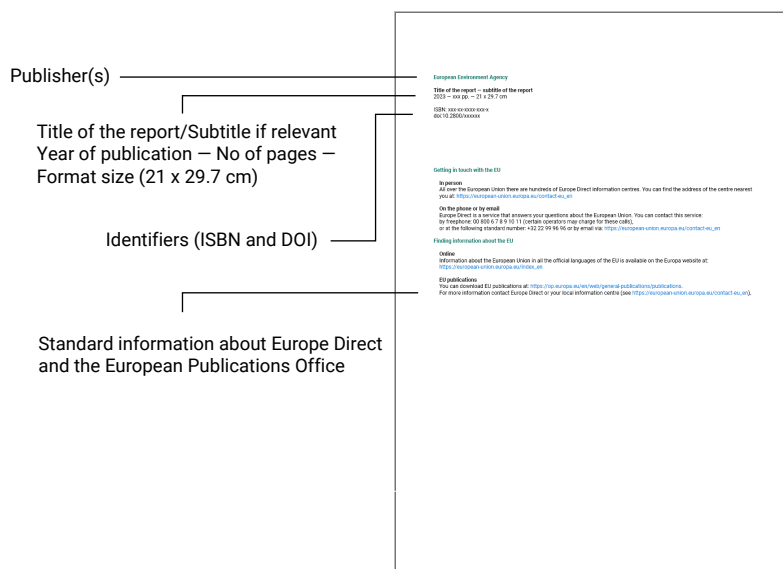 Publisher(s)
Title of the report/Subtitle if relevant
Year of publication — No of pages —
Format size (21 x 29.7 cm)
Identifiers (ISBN and DOI)
Standard information about Europe Direct
and the European Publications Office
European Environment Agency
Title of the report — subtitle of the report
2023 — xxx pp. — 21 x 29.7 cm
ISBN: xxx-xx-xxxx-xxx-x
doi:10.2800/xxxxxx
Getting in touch with the EU
In person
All over the European Union there are hundreds of Europe Direct information centres. You can find the address of the centre nearest
you at: https://european-union.europa.eu/contact-eu_en
On the phone or by email
Europe Direct is a service that answers your questions about the European Union. You can contact this service:
by freephone: 00 800 6 7 8 9 10 11 (certain operators may charge for these calls),
or at the following standard number: +32 22 99 96 96 or by email via: https://european-union.europa.eu/contact-eu_en
Finding information about the EU
Online
Information about the European Union in all the official languages of the EU is available on the Europa website at:
https://european-union.europa.eu/index_en
EU publications
You can download EU publications at: https://op.europa.eu/en/web/general-publications/publications.
For more information contact Europe Direct or your local information centre (see https://european-union.europa.eu/contact-eu_en).